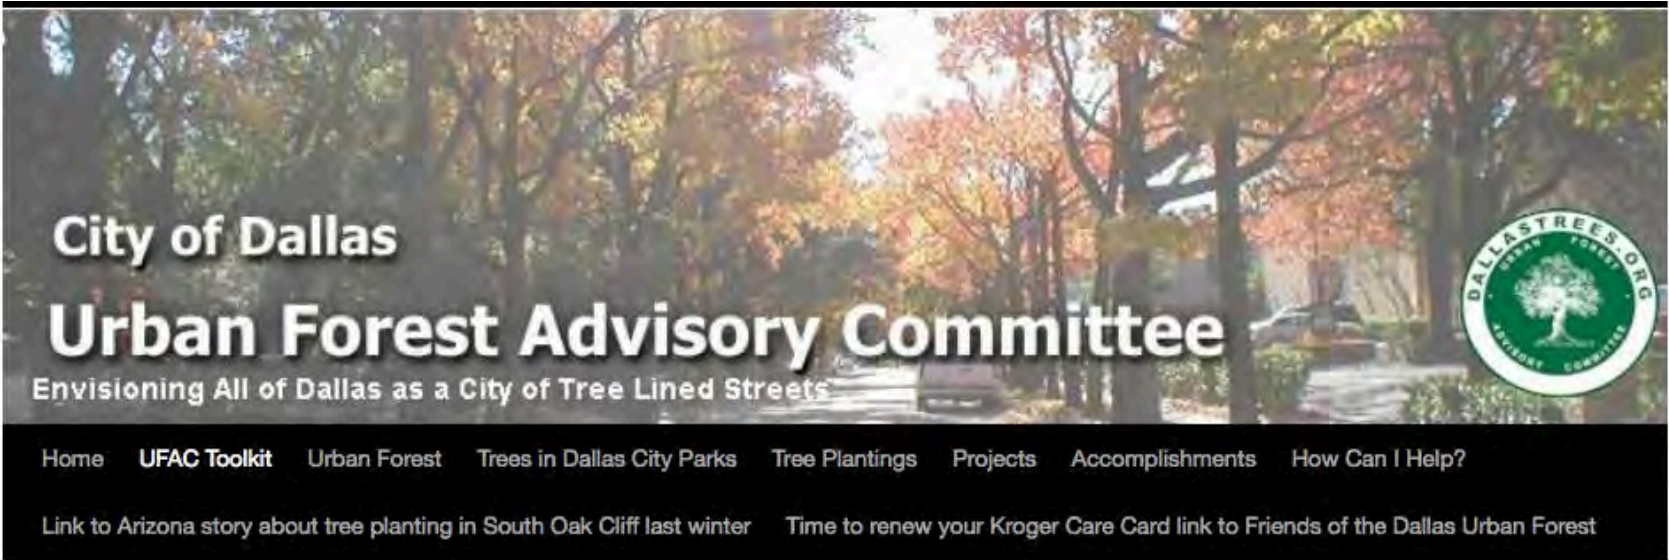 City of Dallas
Urban Forest Advisory Committee
Envisioning All of Dallas as a City of Tree Lined Streets
DALLASTREES.ORG
URBAN FOREST
ADVISORY COMMITTEE
Home UFAC Toolkit Urban Forest Trees in Dallas City Parks Tree Plantings Projects Accomplishments How Can I Help?
Link to Arizona story about tree planting in South Oak Cliff last winter Time to renew your Kroger Care Card link to Friends of the Dallas Urban Forest